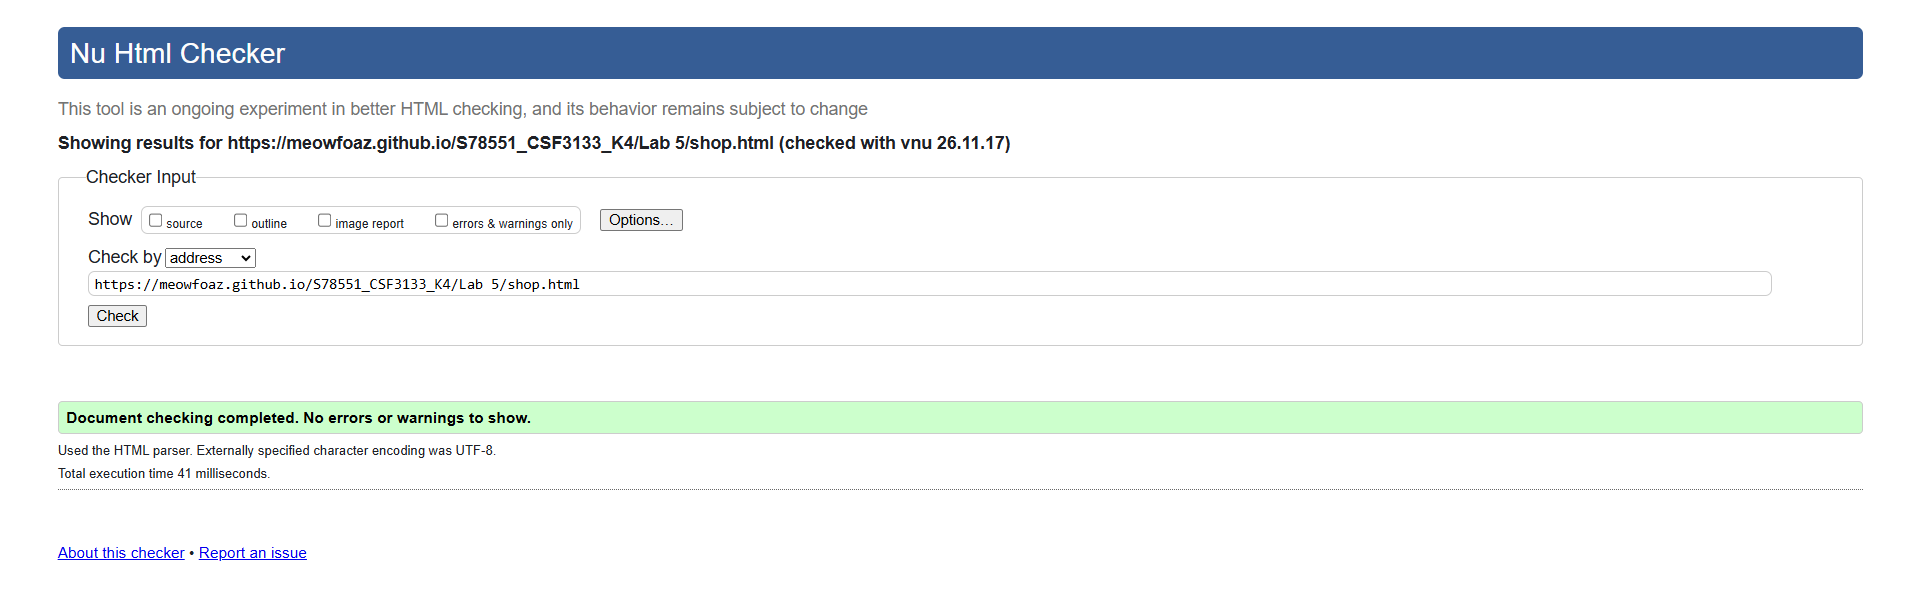 Nu Html Checker
This tool is an ongoing experiment in better HTML checking, and its behavior remains subject to change
Showing results for https://meowfoaz.github.io/S78551_CSF3133_K4/Lab 5/shop.html (checked with vnu 26.11.17)
Checker Input
Show source outline image report errors & warnings only Options...
Check by address
https://meowfoaz.github.io/S78551_CSF3133_K4/Lab 5/shop.html
Check
Document checking completed. No errors or warnings to show.
Used the HTML parser. Externally specified character encoding was UTF-8.
Total execution time 41 milliseconds.
About this checker • Report an issue